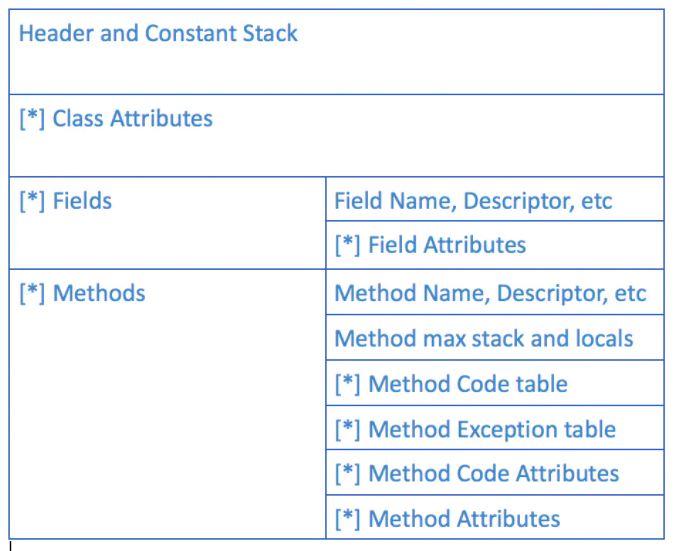 Header and Constant Stack
[*] Class Attributes
[*] Fields
Field Name, Descriptor, etc
[*] Field Attributes
[*] Methods
Method Name, Descriptor, etc
Method max stack and locals
[*] Method Code table
[*] Method Exception table
[*] Method Code Attributes
[*] Method Attributes